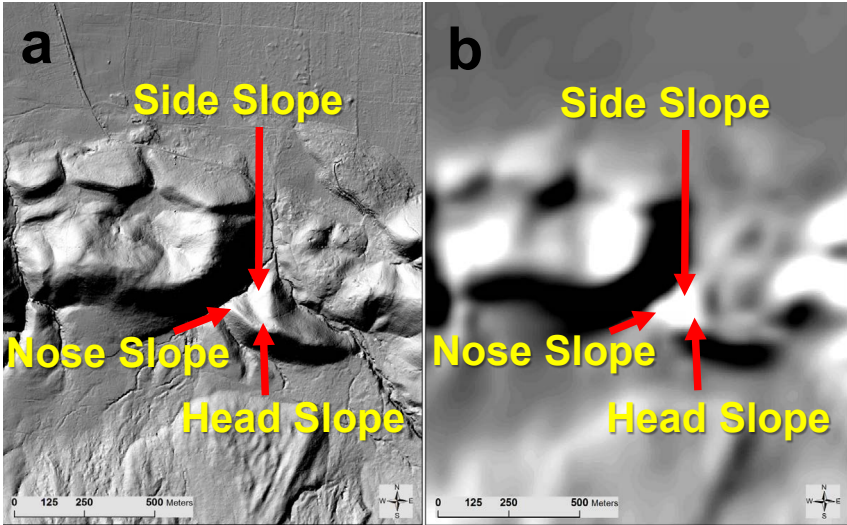 a
Side Slope
Nose Slope
Head Slope
0 125 250 500 Meters
N
W E
S
b
Side Slope
Nose Slope
Head Slope
0 125 250 500 Meters
N
W E
S